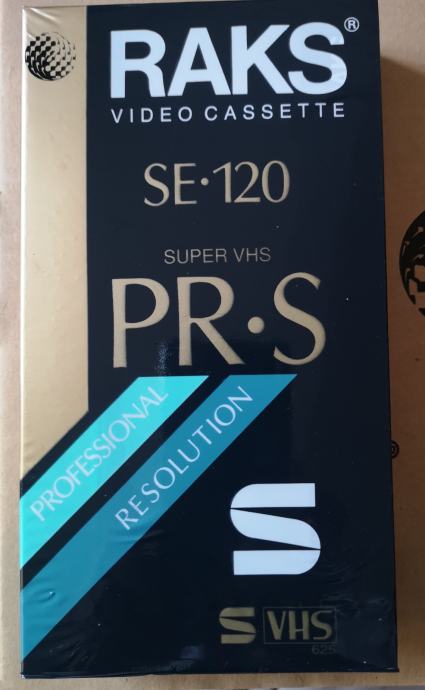 RAKS®
VIDEO CASSETTE
SE·120
SUPER VHS
PR·S
PROFESSIONAL
RESOLUTION
S
S VHS
625